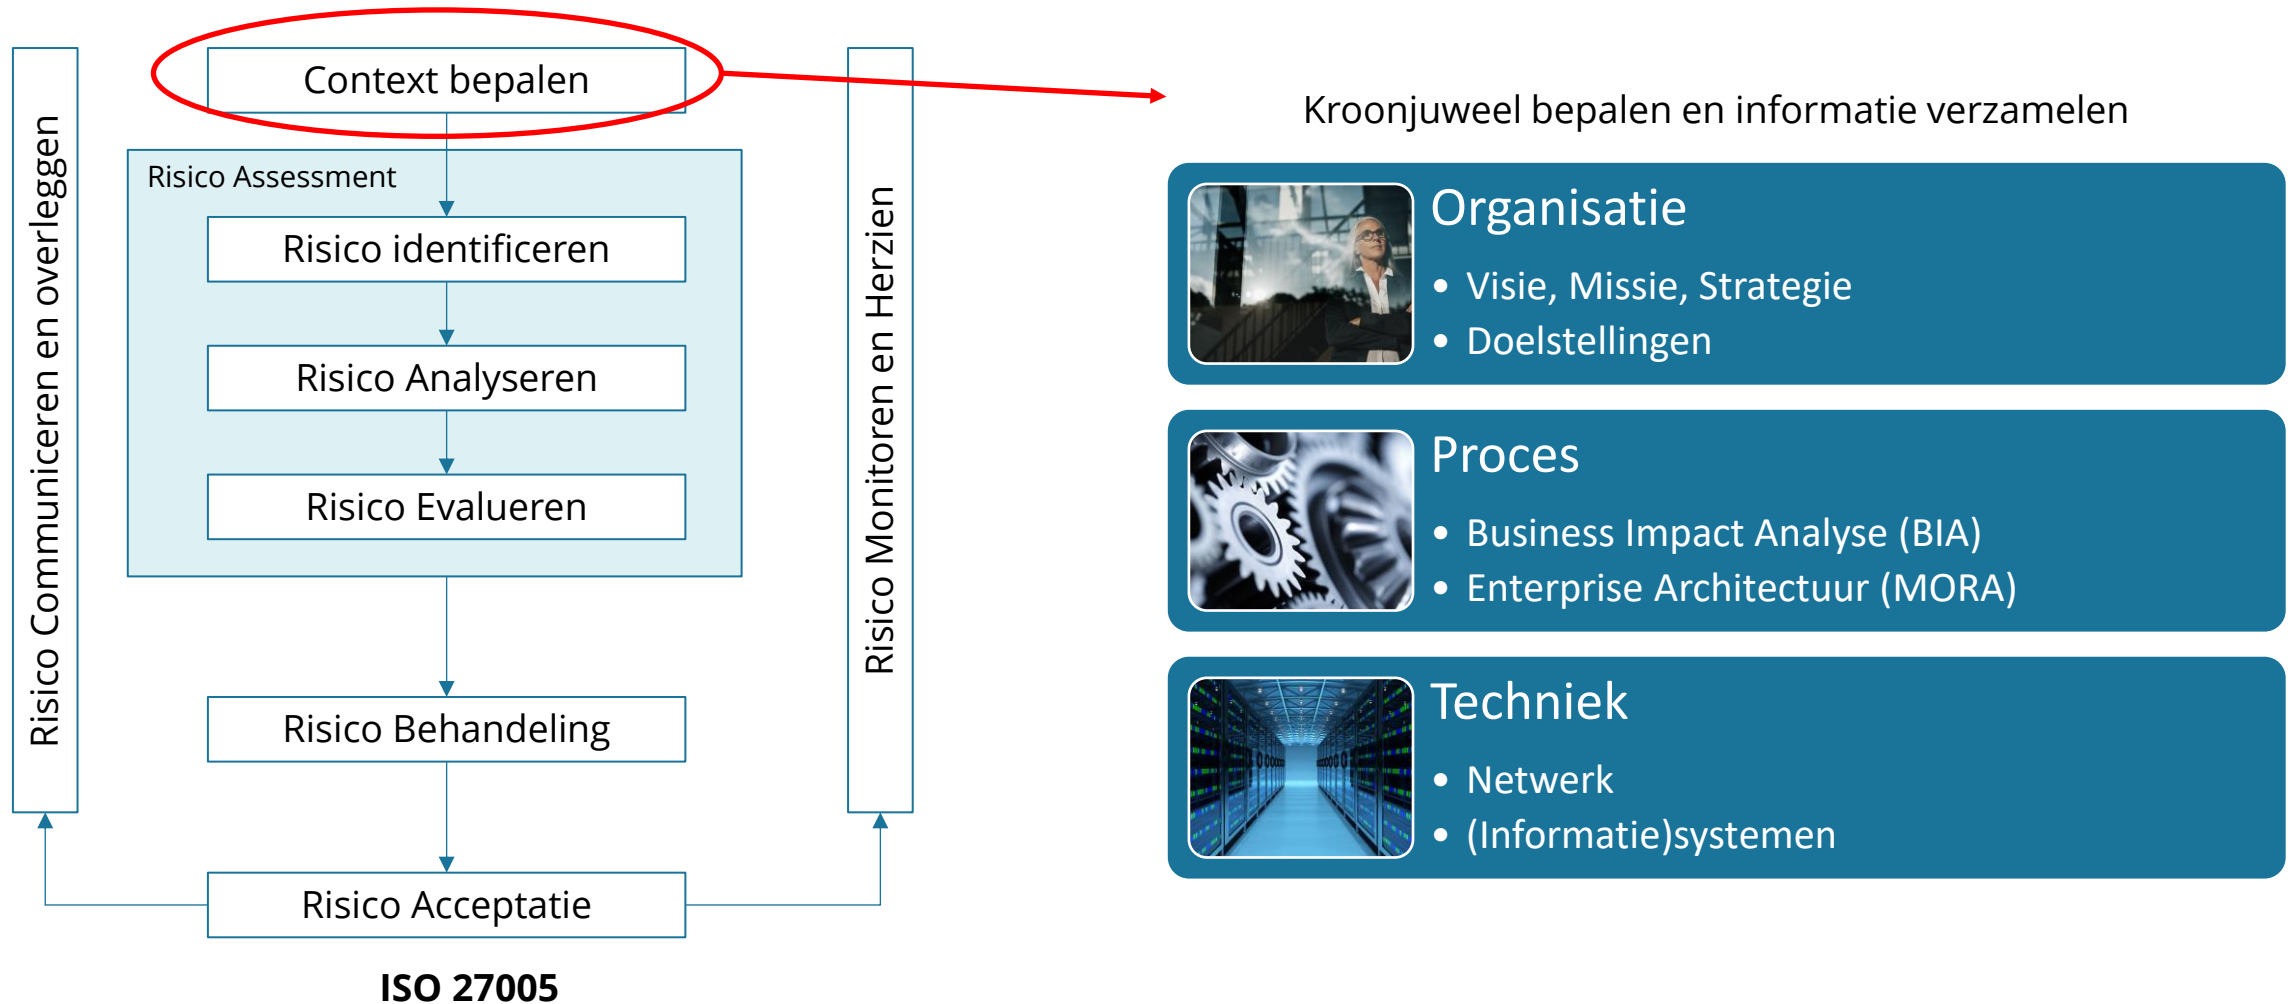 Risico Communiceren en overleggen
Context bepalen
Risico Assessment
Risico identificeren
Risico Analyseren
Risico Evalueren
Risico Behandeling
Risico Acceptatie
Risico Monitoren en Herzien
ISO 27005
Kroonjuweel bepalen en informatie verzamelen
Organisatie
• Visie, Missie, Strategie
• Doelstellingen
Proces
• Business Impact Analyse (BIA)
• Enterprise Architectuur (MORA)
Techniek
• Netwerk
• (Informatie)systemen